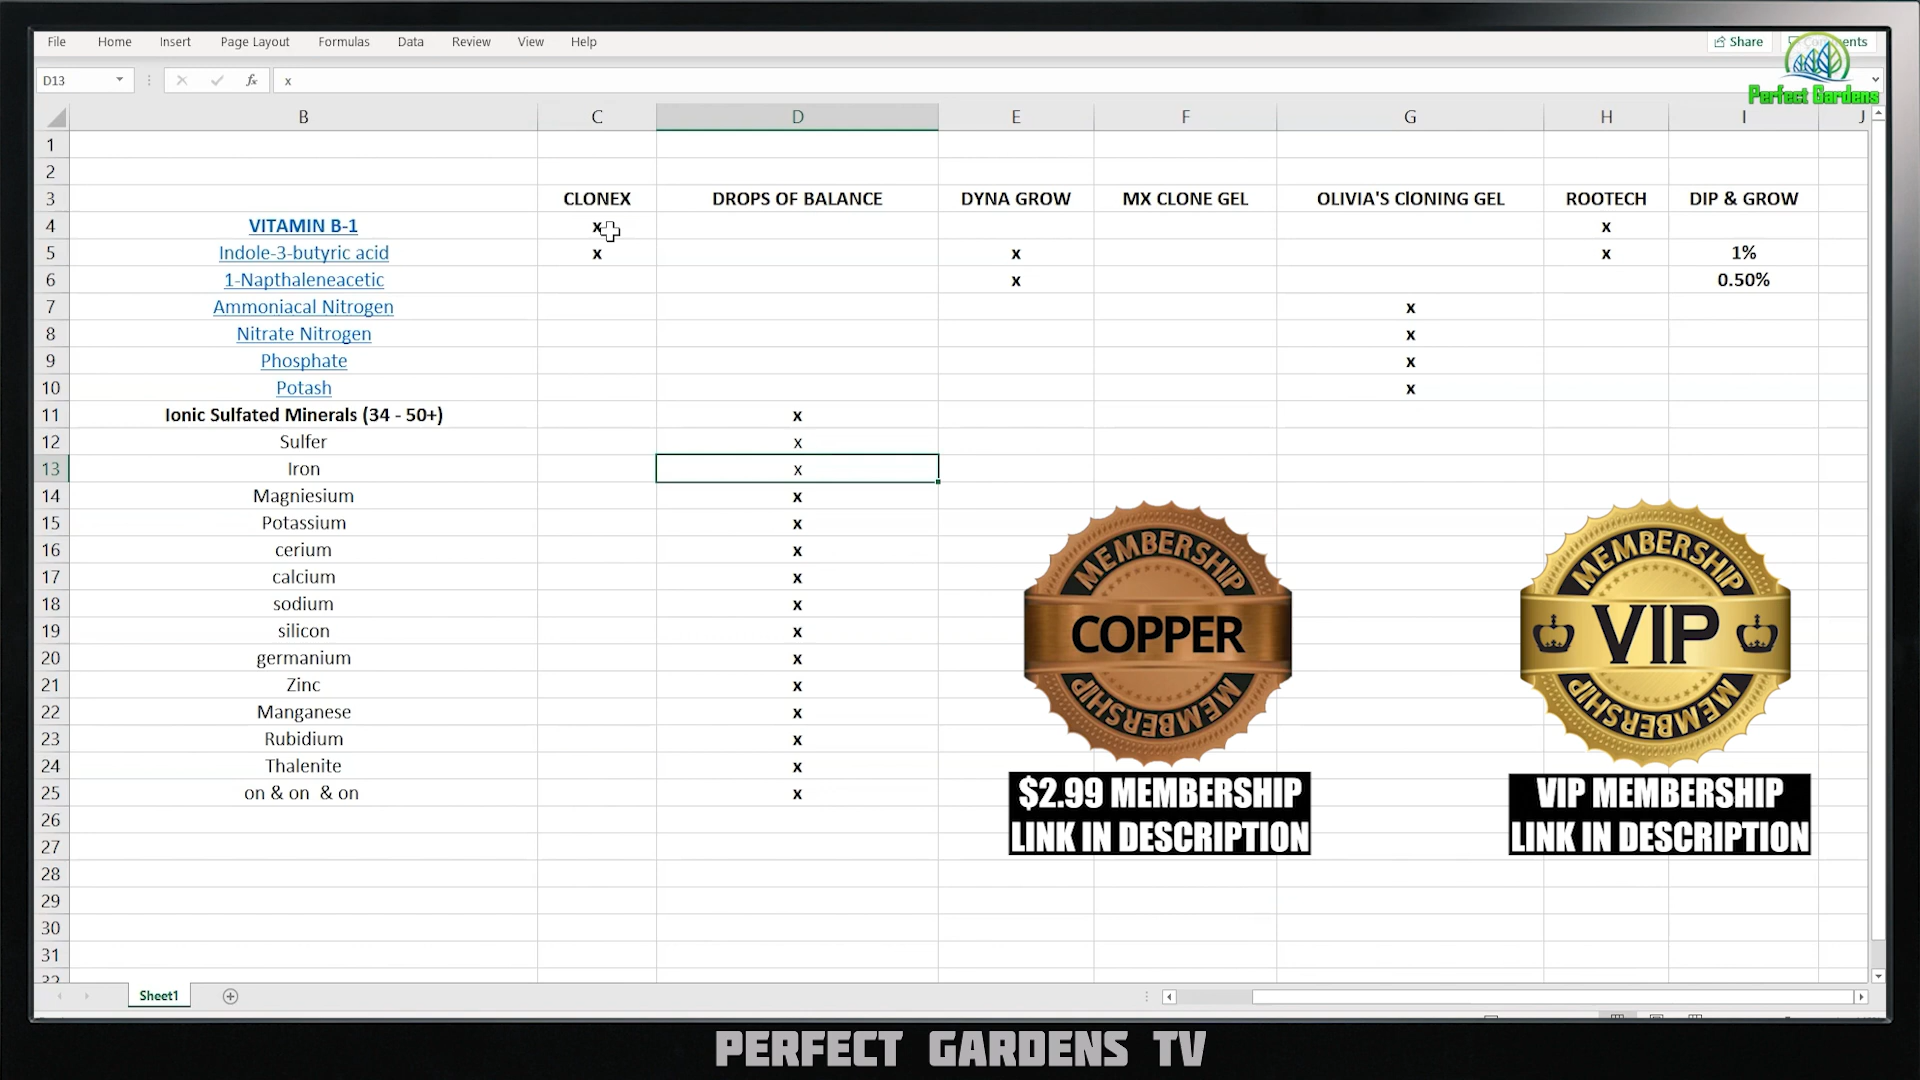 File Home Insert Page Layout Formulas Data Review View Help Share
Perfect Gardens
D13 fx x
B C D E F G H I J
1
2
3 CLONEX DROPS OF BALANCE DYNA GROW MX CLONE GEL OLIVIA'S ClONING GEL ROOTECH DIP & GROW
4 VITAMIN B-1 x x
5 Indole-3-butyric acid x x x 1%
6 1-Napthaleneacetic x 0.50%
7 Ammoniacal Nitrogen x
8 Nitrate Nitrogen x
9 Phosphate x
10 Potash x
11 Ionic Sulfated Minerals (34 - 50+) x
12 Sulfer x
13 Iron x
14 Magniesium x
15 Potassium x
16 cerium x
17 calcium x
18 sodium x
19 silicon x
20 germanium x
21 Zinc x
22 Manganese x
23 Rubidium x
24 Thalenite x
25 on & on & on x
26
27
28
29
30
31
32
MEMBERSHIP
COPPER
MEMBERSHIP
$2.99 MEMBERSHIP
LINK IN DESCRIPTION
MEMBERSHIP
VIP
MEMBERSHIP
VIP MEMBERSHIP
LINK IN DESCRIPTION
Sheet1
PERFECT GARDENS TV